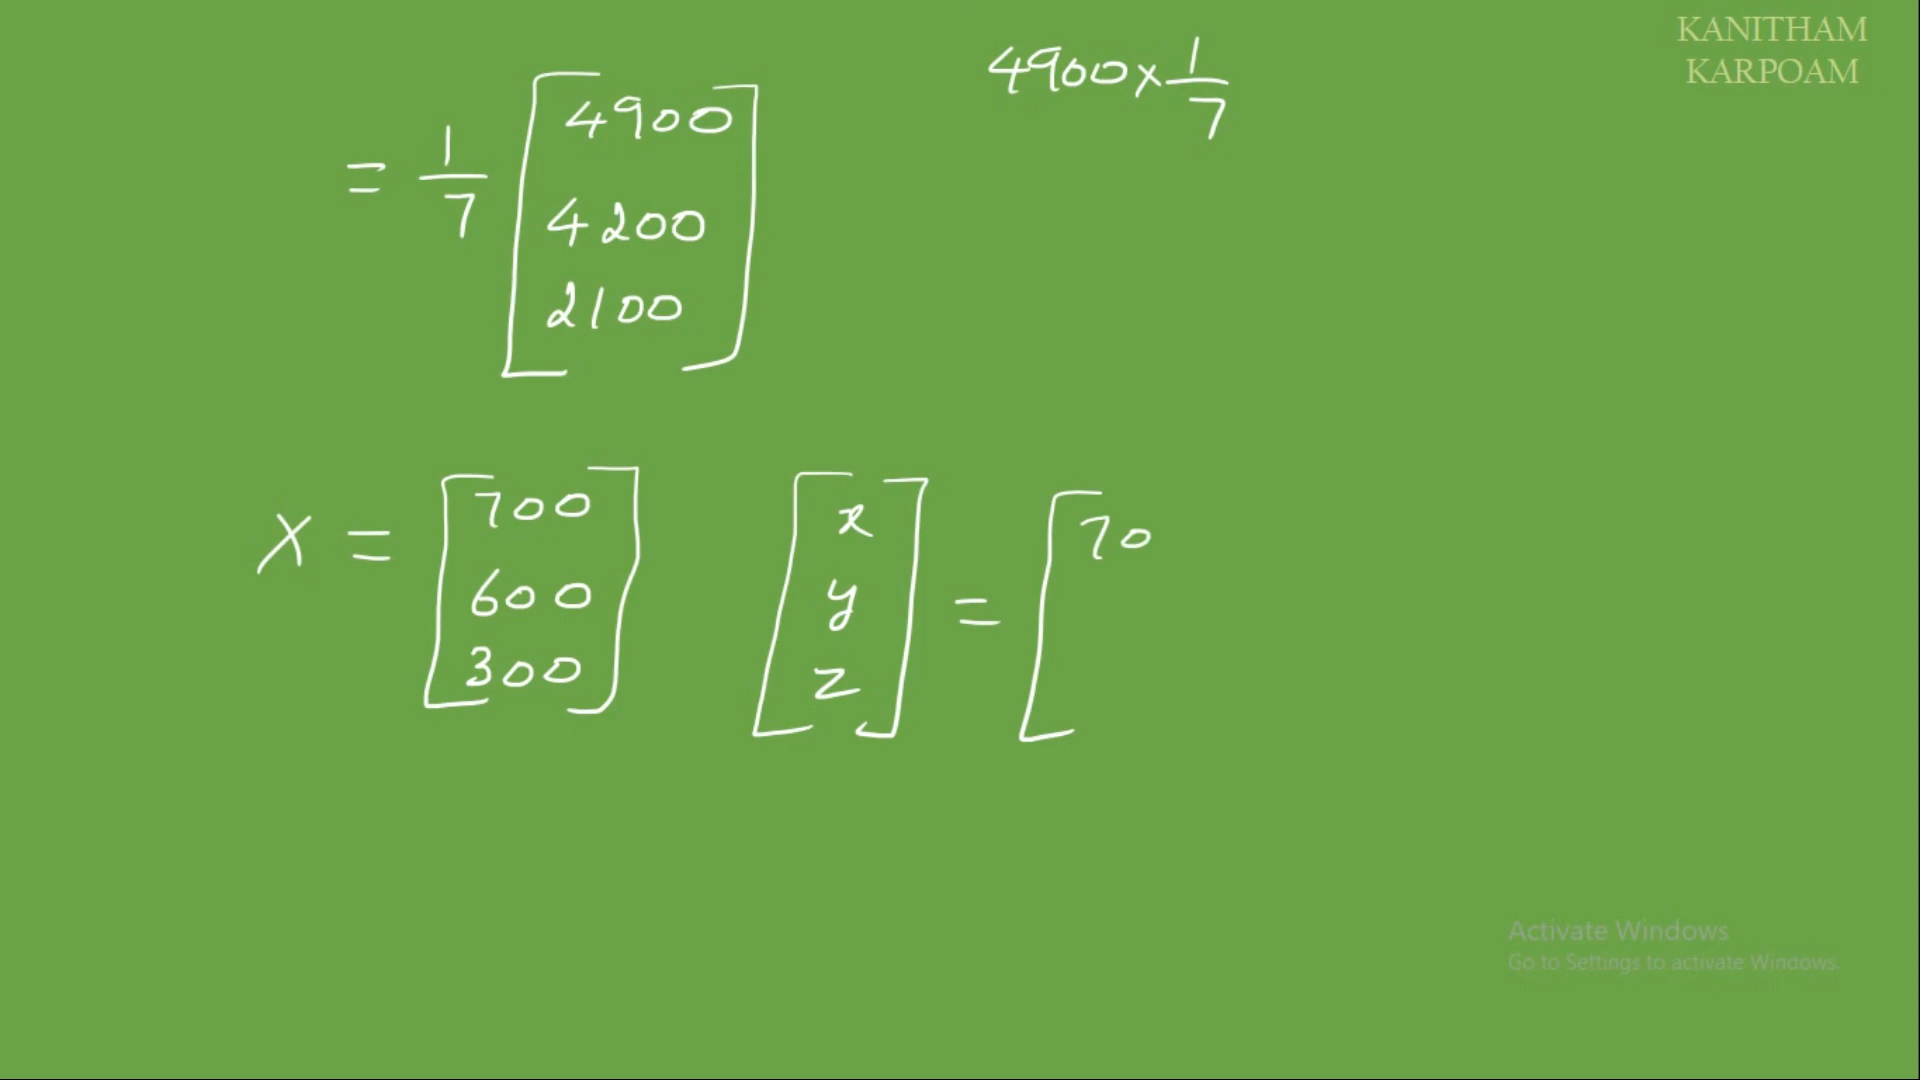 KANITHAM
KARPOAM
4900 x 1/7
= 1/7 [4900
4200
2100]
X = [700
600
300]
[x
y
z] = [70
Activate Windows
Go to Settings to activate Windows.